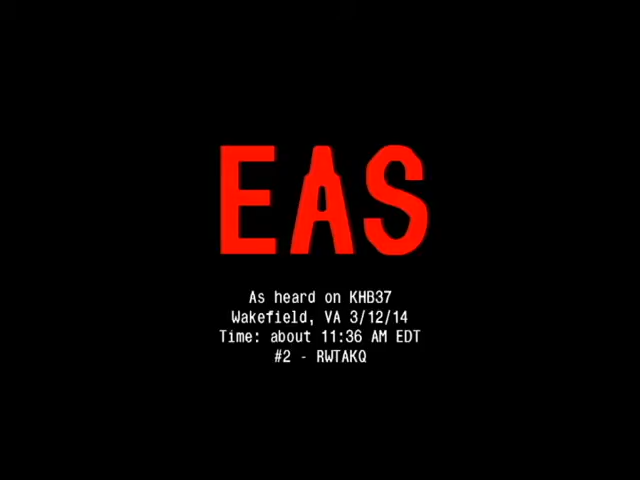 EAS
As heard on KHB37
Wakefield, VA 3/12/14
Time: about 11:36 AM EDT
#2 - RWTAKQ